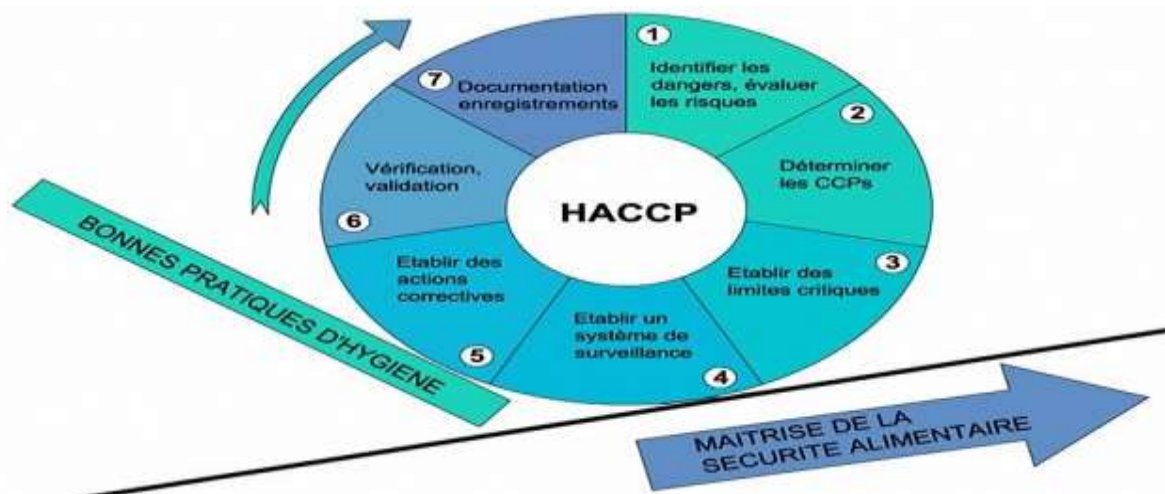 1
Identifier les
dangers, évaluer
les risques
2
Déterminer
les CCPs
3
Etablir des
limites critiques
4
Etablir un
système de
surveillance
5
Etablir des
actions
correctives
6
Vérification,
validation
7
Documentation
enregistrements
HACCP
BONNES PRATIQUES D'HYGIENE
MAITRISE DE LA
SECURITE ALIMENTAIRE